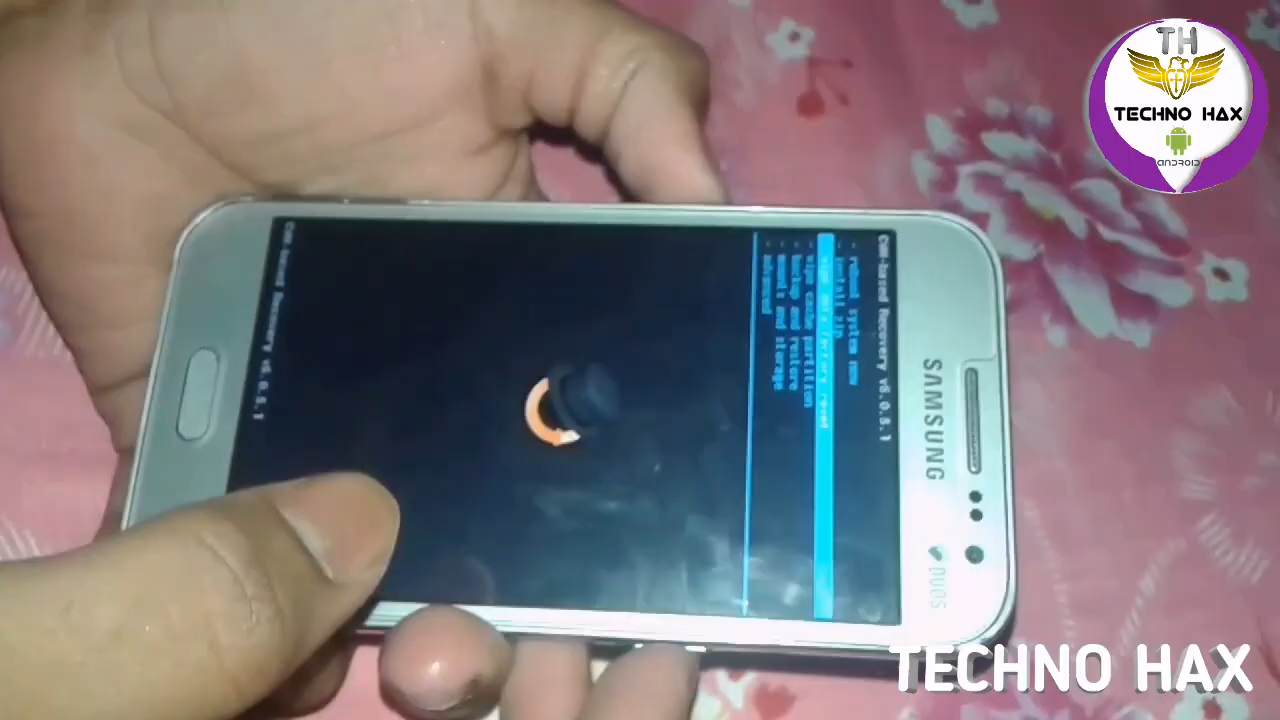 TH
TECHNO HAX
ANDROID
CWM-based Recovery v6.0.5.1
- reboot system now
- install zip
- wipe data/factory reset
- wipe cache partition
- backup and restore
- mounts and storage
- advanced
CWM-based Recovery v6.0.5.1
SAMSUNG
DUOS
TECHNO HAX